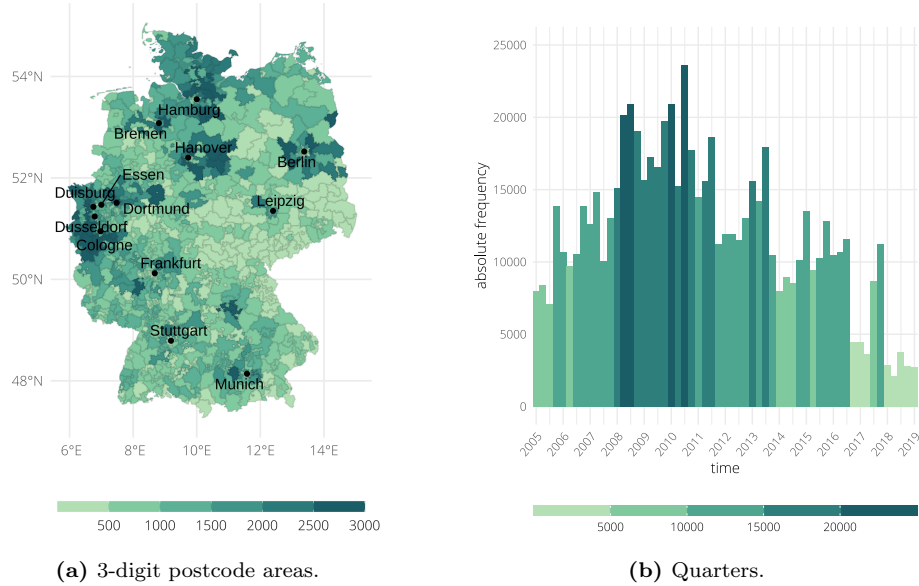 54°N
52°N
50°N
48°N
6°E 8°E 10°E 12°E 14°E
Hamburg
Bremen
Hanover
Berlin
Essen
Duisburg
Dortmund
Leipzig
Dusseldorf
Cologne
Frankfurt
Stuttgart
Munich
500 1000 1500 2000 2500 3000
(a) 3-digit postcode areas.
absolute frequency
25000
20000
15000
10000
5000
0
2005 2006 2007 2008 2009 2010 2011 2012 2013 2014 2015 2016 2017 2018 2019
time
5000 10000 15000 20000
(b) Quarters.